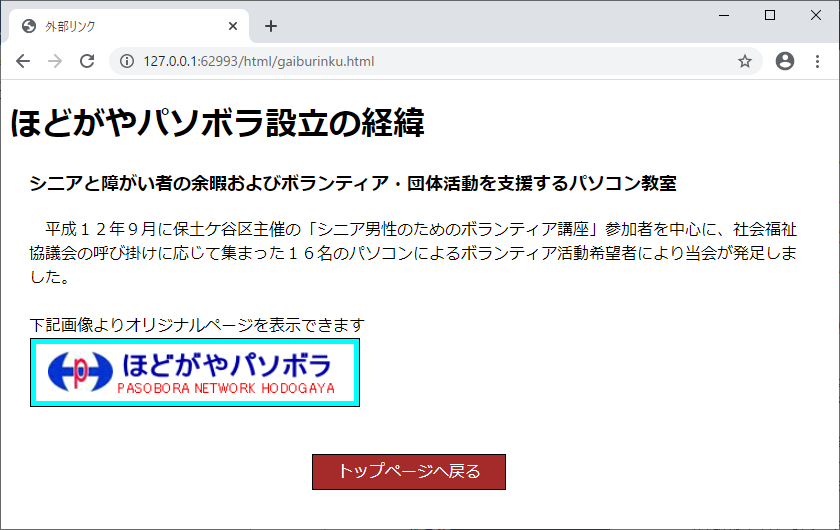 外部リンク
127.0.0.1:62993/html/gaiburinku.html
ほどがやパソボラ設立の経緯
シニアと障がい者の余暇およびボランティア・団体活動を支援するパソコン教室
平成１２年９月に保土ケ谷区主催の「シニア男性のためのボランティア講座」参加者を中心に、社会福祉
協議会の呼び掛けに応じて集まった１６名のパソコンによるボランティア活動希望者により当会が発足しま
した。
下記画像よりオリジナルページを表示できます
p ほどがやパソボラ
PASOBORA NETWORK HODOGAYA
トップページへ戻る